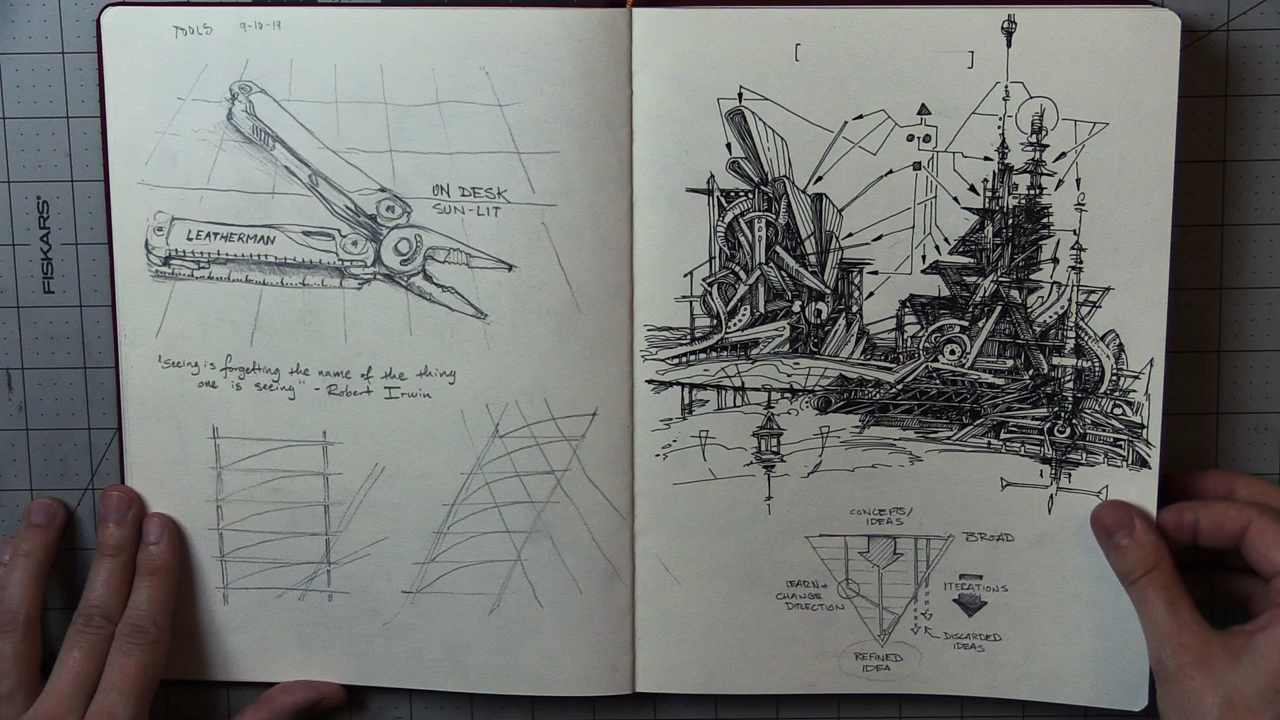 TOOLS 9-10-19
ON DESK
SUN-LIT
LEATHERMAN
"Seeing is forgetting the name of the thing
one is seeing" - Robert Irwin
[ ]
CONCEPTS/
IDEAS
BROAD
LEARN +
CHANGE
DIRECTION
ITERATIONS
DISCARDED
IDEAS
REFINED
IDEA
FISKARS